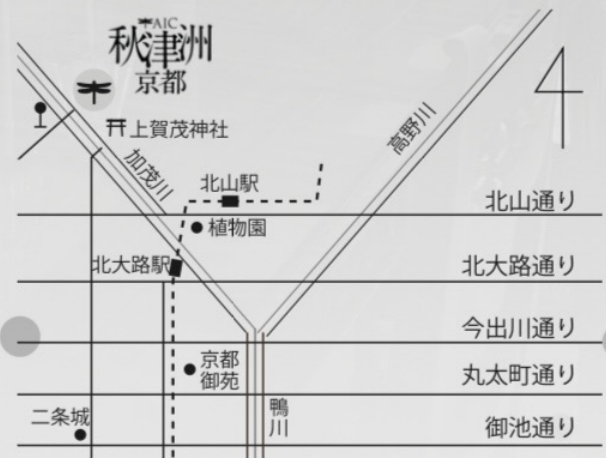 AIC
秋津洲
京都
上賀茂神社
加茂川
高野川
北山駅
北山通り
植物園
北大路駅
北大路通り
今出川通り
京都
御苑
丸太町通り
鴨川
二条城
御池通り